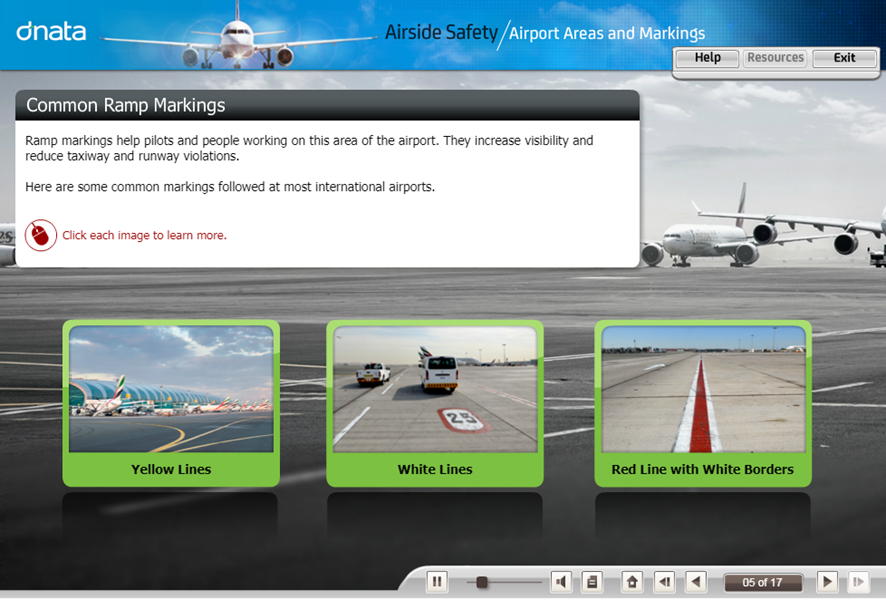 dnata
Airside Safety/Airport Areas and Markings
Help Resources Exit
Common Ramp Markings
Ramp markings help pilots and people working on this area of the airport. They increase visibility and
reduce taxiway and runway violations.
Here are some common markings followed at most international airports.
Click each image to learn more.
25
Yellow Lines
White Lines
Red Line with White Borders
05 of 17